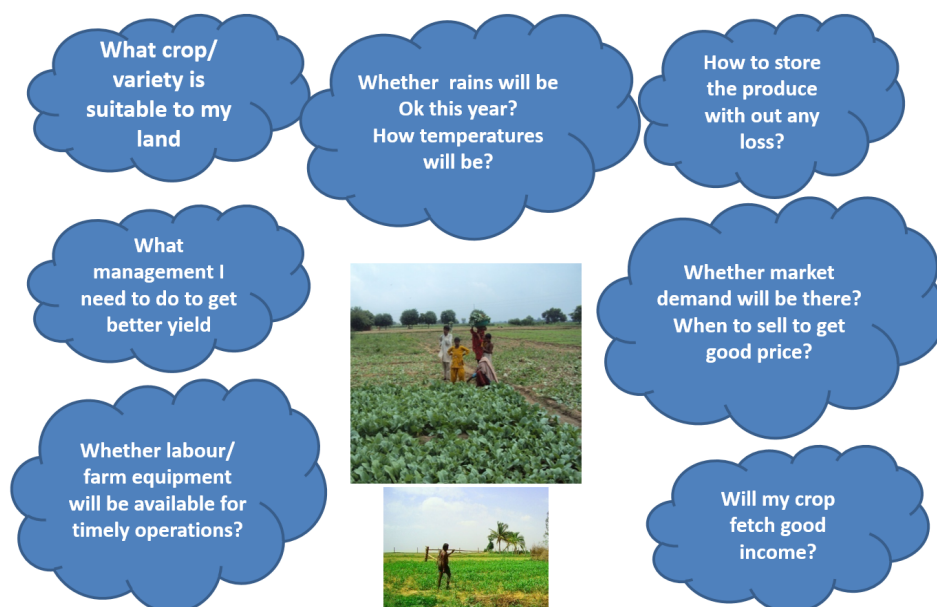 What crop/
variety is
suitable to my
land
Whether  rains will be
Ok this year?
How temperatures
will be?
How to store
the produce
with out any
loss?
What
management I
need to do to get
better yield
Whether market
demand will be there?
When to sell to get
good price?
Whether labour/
farm equipment
will be available for
timely operations?
Will my crop
fetch good
income?